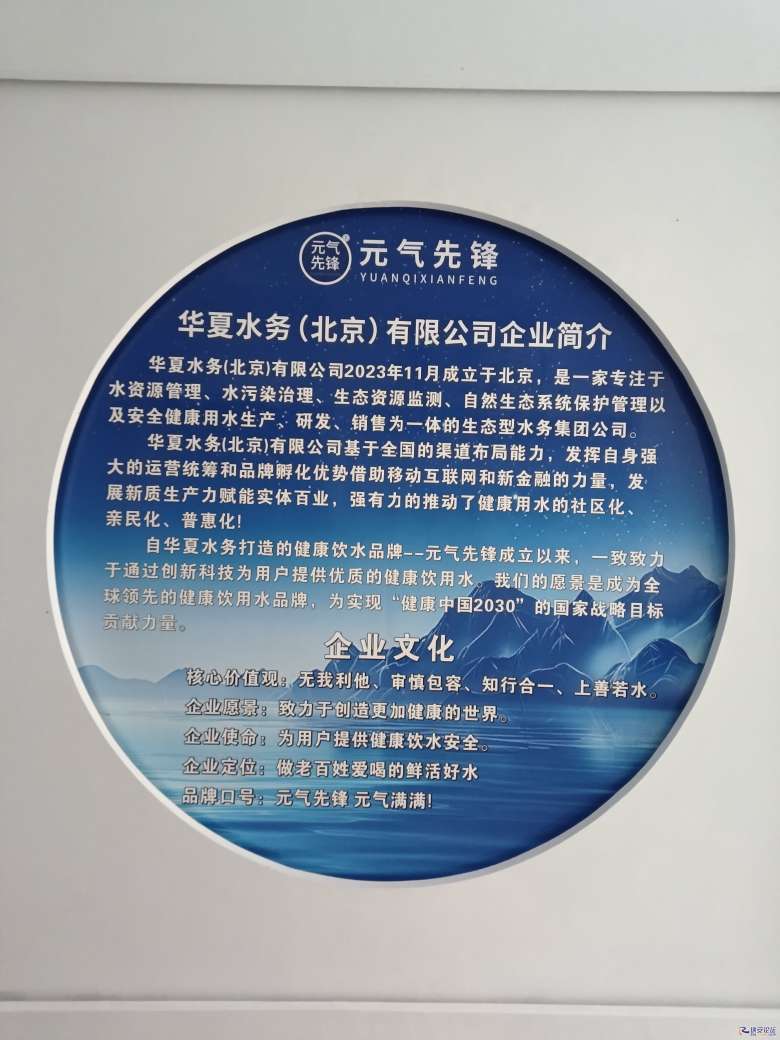 元气
先锋
元气先锋
YUANQIXIANFENG
华夏水务(北京)有限公司企业简介
华夏水务(北京)有限公司2023年11月成立于北京，是一家专注于
水资源管理、水污染治理、生态资源监测、自然生态系统保护管理以
及安全健康用水生产、研发、销售为一体的生态型水务集团公司。
华夏水务(北京)有限公司基于全国的渠道布局能力，发挥自身强
大的运营统筹和品牌孵化优势借助移动互联网和新金融的力量，发
展新质生产力赋能实体百业，强有力的推动了健康用水的社区化、
亲民化、普惠化!
自华夏水务打造的健康饮水品牌--元气先锋成立以来，一致致力
于通过创新科技为用户提供优质的健康饮用水。我们的愿景是成为全
球领先的健康饮用水品牌，为实现“健康中国2030”的国家战略目标
贡献力量。
企业文化
核心价值观：无我利他、审慎包容、知行合一、上善若水。
企业愿景：致力于创造更加健康的世界。
企业使命：为用户提供健康饮水安全。
企业定位：做老百姓爱喝的鲜活好水
品牌口号：元气先锋 元气满满!